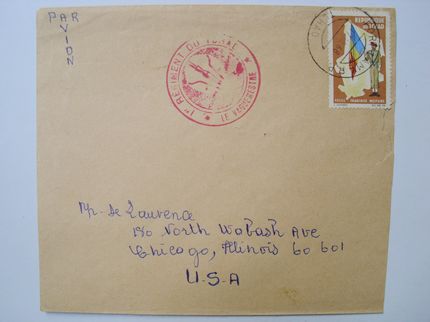 PAR
AVION
1er REGIMENT DU TCHAD
LE VAGUEMESTRE
REPUBLIQUE
DU TCHAD
Mr. De Laurence
180 North Wabash Ave
Chicago, Illinois 60 601
U.S.A